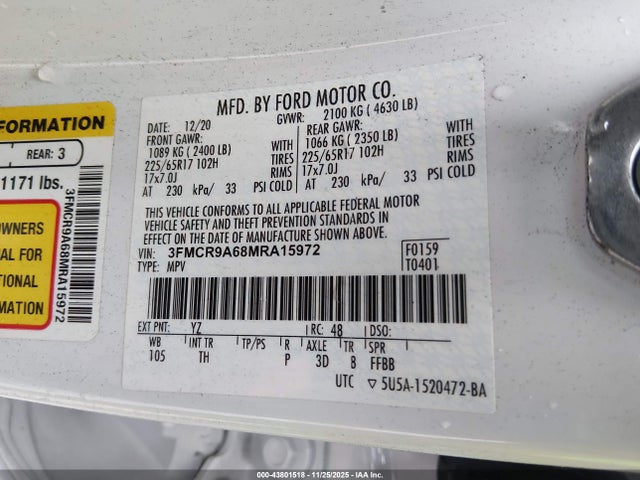 FORMATION
REAR: 3
1171 lbs.
OWNERS
AL FOR
TIONAL
3FMCR9A68MRA15972
MFD. BY FORD MOTOR CO.
DATE: 12/20 GVWR: 2100 KG ( 4630 LB)
FRONT GAWR: REAR GAWR:
1089 KG ( 2400 LB) WITH 1066 KG ( 2350 LB) WITH
225/65R17 102H TIRES 225/65R17 102H TIRES
17x7.0J RIMS 17x7.0J RIMS
AT 230 kPa/ 33 PSI COLD AT 230 kPa/ 33 PSI COLD
THIS VEHICLE CONFORMS TO ALL APPLICABLE FEDERAL MOTOR
VEHICLE SAFETY AND THEFT PREVENTION STANDARDS IN
EFFECT ON THE DATE OF MANUFACTURE SHOWN ABOVE.
VIN: 3FMCR9A68MRA15972 F0159
TYPE: MPV T0401
EXT PNT: YZ RC: 48 DSO:
WB INT TR TP/PS R AXLE TR SPR
105 TH P 3D 8 FFBB
UTC ▽ 5U5A-1520472-BA
00-43801518 - 11/25/2025 - IAA Inc.